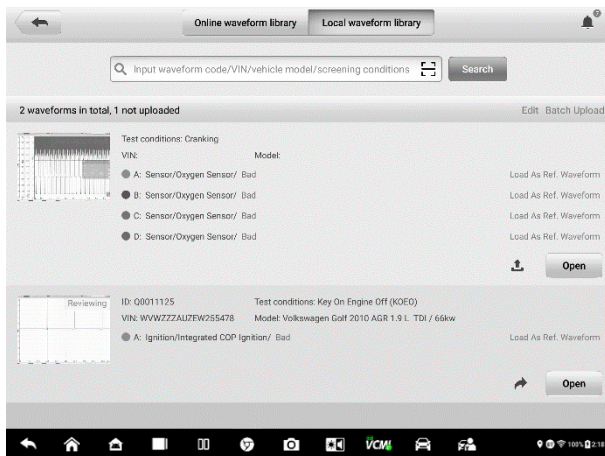 Online waveform library
Local waveform library
Input waveform code/VIN/vehicle model/screening conditions
Search
2 waveforms in total, 1 not uploaded
Edit Batch Upload
Test conditions: Cranking
VIN: Model:
A: Sensor/Oxygen Sensor/ Bad Load As Ref. Waveform
B: Sensor/Oxygen Sensor/ Bad Load As Ref. Waveform
C: Sensor/Oxygen Sensor/ Bad Load As Ref. Waveform
D: Sensor/Oxygen Sensor/ Bad Load As Ref. Waveform
Open
Reviewing
ID: Q0011125 Test conditions: Key On Engine Off (KOEO)
VIN: WVWZZZAUZEW255478 Model: Volkswagen Golf 2010 AGR 1.9 L TDI / 66kw
A: Ignition/Integrated COP Ignition/ Bad Load As Ref. Waveform
Open
VCMI
100% 2:18